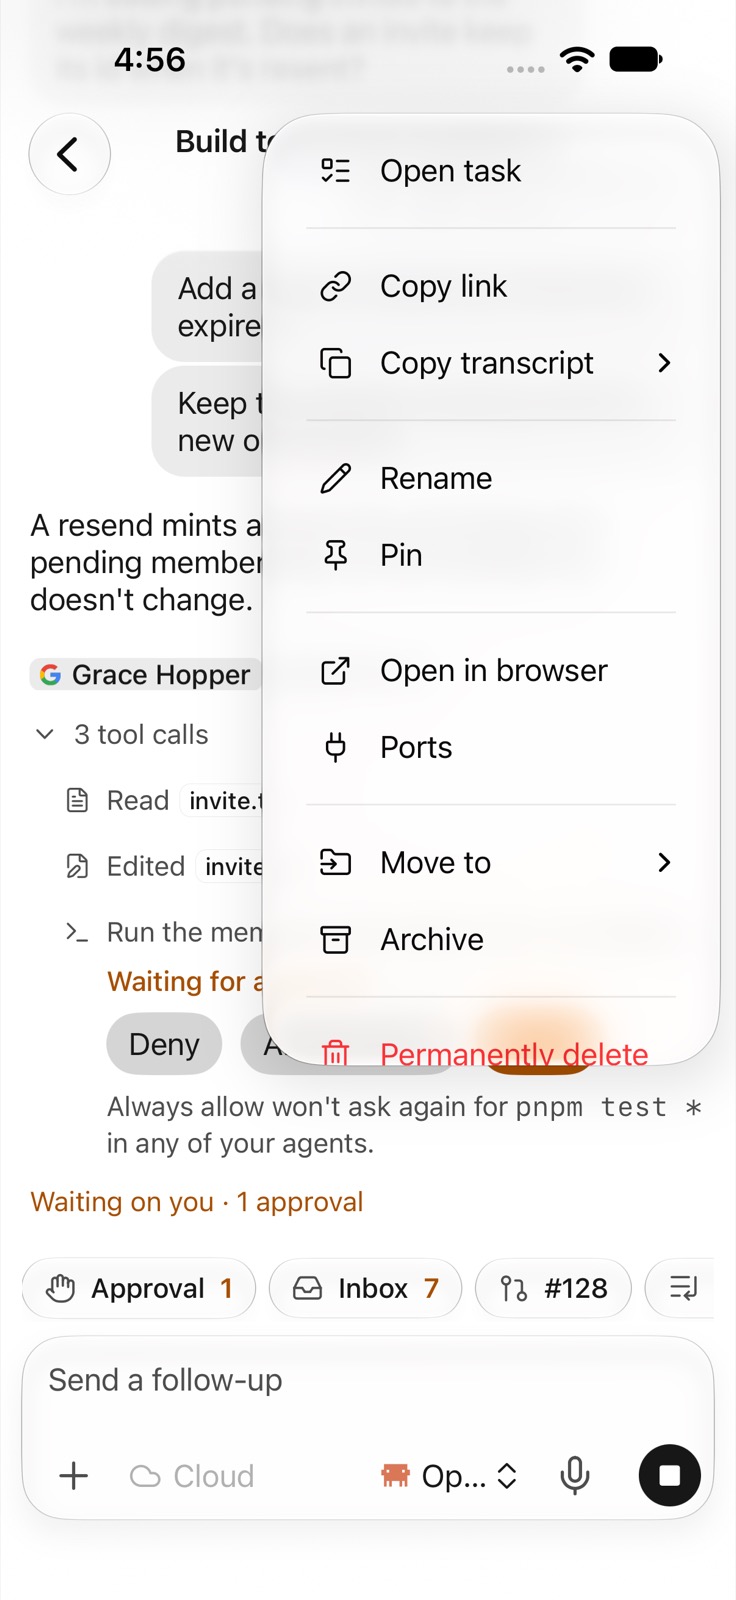 4:56
Build t
Open task
Copy link
Copy transcript
Rename
Pin
Open in browser
Ports
Move to
Archive
Permanently delete
Add a
expire
Keep t
new o
A resend mints a
pending member
doesn't change.
Grace Hopper
3 tool calls
Read invite.t
Edited invite
Run the mem
Waiting for a
Deny
A
Always allow won't ask again for pnpm test *
in any of your agents.
Waiting on you · 1 approval
Approval 1
Inbox 7
#128
Send a follow-up
Cloud
Op...